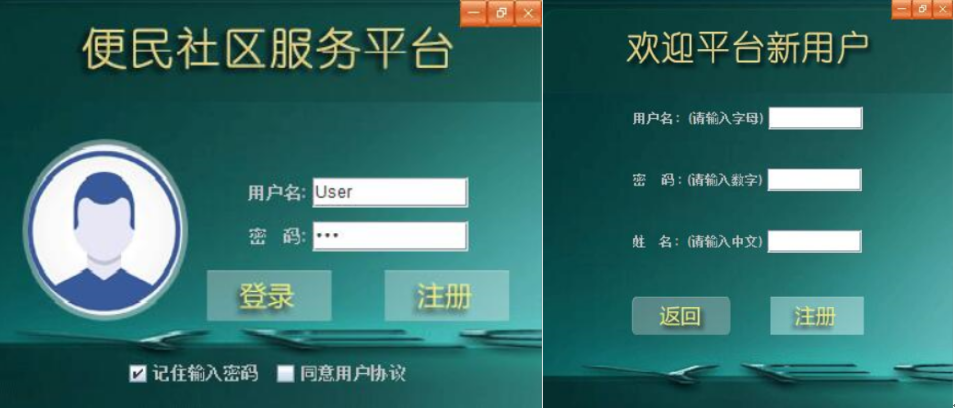 便民社区服务平台
用户名: User
密 码: •••
登录 注册
记住输入密码 同意用户协议
欢迎平台新用户
用户名：(请输入字母)
密 码：(请输入数字)
姓 名：(请输入中文)
返回 注册